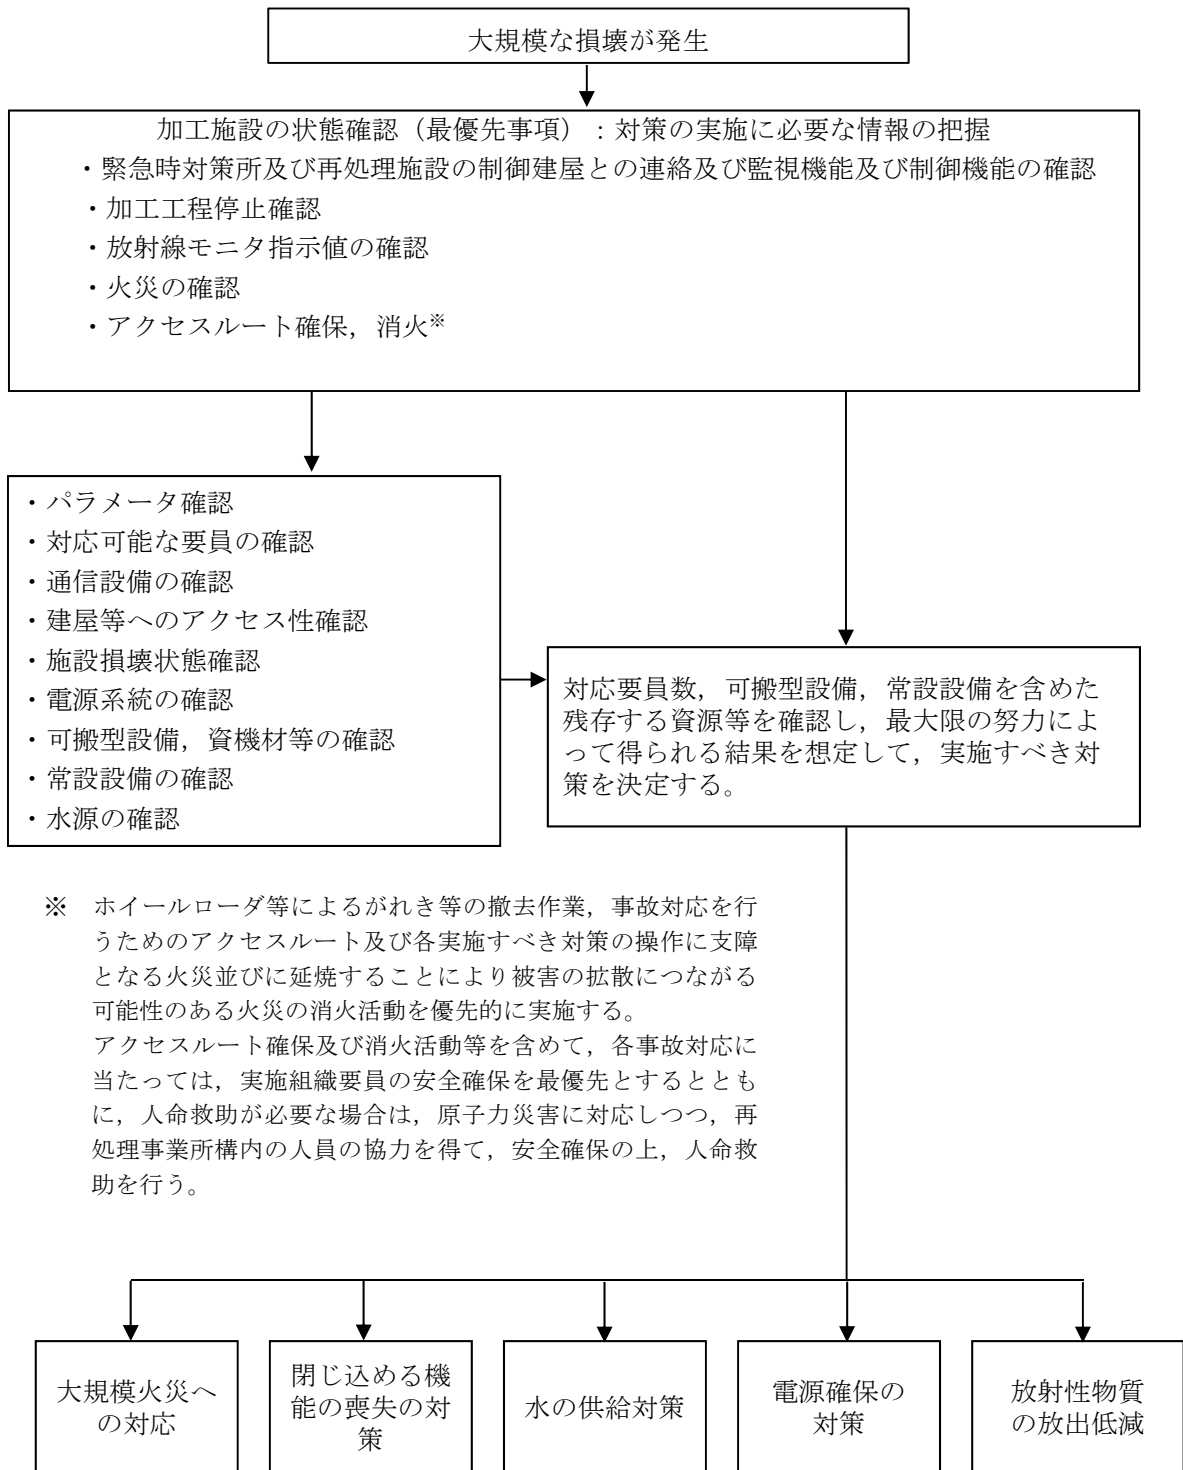 大規模な損壊が発生
加工施設の状態確認（最優先事項）：対策の実施に必要な情報の把握
・緊急時対策所及び再処理施設の制御建屋との連絡及び監視機能及び制御機能の確認
・加工工程停止確認
・放射線モニタ指示値の確認
・火災の確認
・アクセスルート確保，消火※
・パラメータ確認
・対応可能な要員の確認
・通信設備の確認
・建屋等へのアクセス性確認
・施設損壊状態確認
・電源系統の確認
・可搬型設備，資機材等の確認
・常設設備の確認
・水源の確認
対応要員数，可搬型設備，常設設備を含めた
残存する資源等を確認し，最大限の努力によ
って得られる結果を想定して，実施すべき対
策を決定する。
※　ホイールローダ等によるがれき等の撤去作業，事故対応を行
うためのアクセスルート及び各実施すべき対策の操作に支障
となる火災並びに延焼することにより被害の拡散につながる
可能性のある火災の消火活動を優先的に実施する。
アクセスルート確保及び消火活動等を含めて，各事故対応に
当たっては，実施組織要員の安全確保を最優先とするととも
に，人命救助が必要な場合は，原子力災害に対応しつつ，再
処理事業所構内の人員の協力を得て，安全確保の上，人命救
助を行う。
大規模火災へ
の対応
閉じ込める機
能の喪失の対
策
水の供給対策
電源確保の
対策
放射性物質
の放出低減